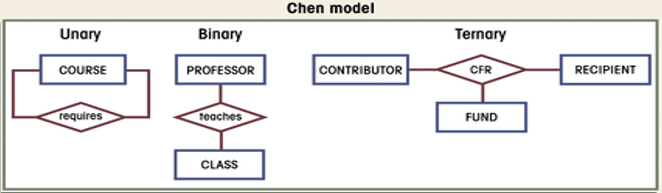 Chen model
Unary
Binary
Ternary
COURSE
requires
PROFESSOR
teaches
CLASS
CONTRIBUTOR
CFR
RECIPIENT
FUND